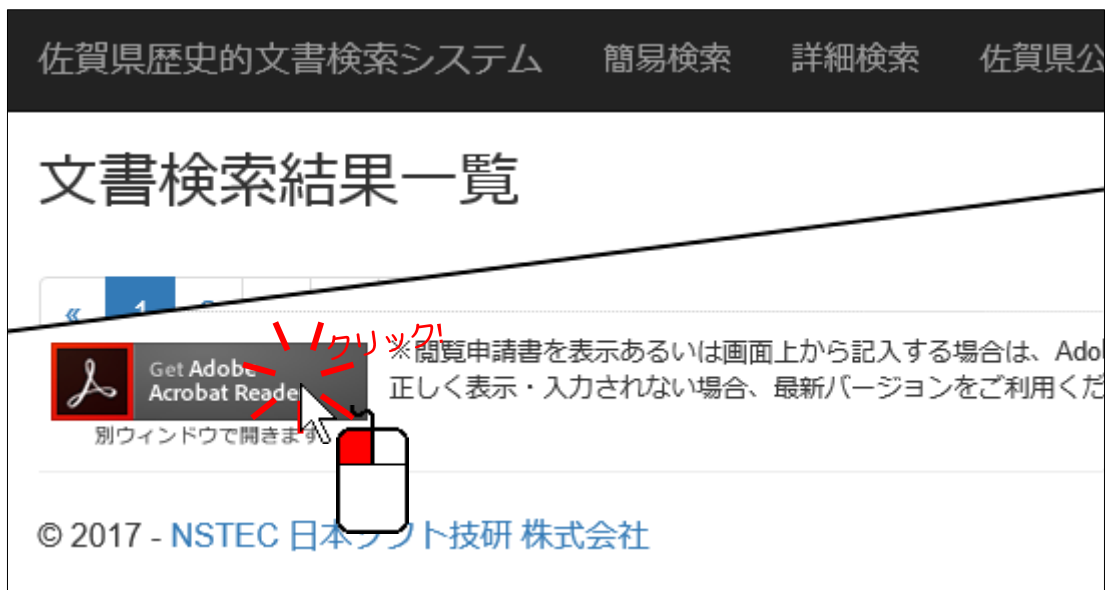 佐賀県歴史的文書検索システム 簡易検索 詳細検索 佐賀県公
文書検索結果一覧
« 1
クリック!
Get Adobe
Acrobat Reader
※閲覧申請書を表示あるいは画面上から記入する場合は、Ado
正しく表示・入力されない場合、最新バージョンをご利用くだ
別ウィンドウで開きます
© 2017 - NSTEC 日本ソフト技研 株式会社